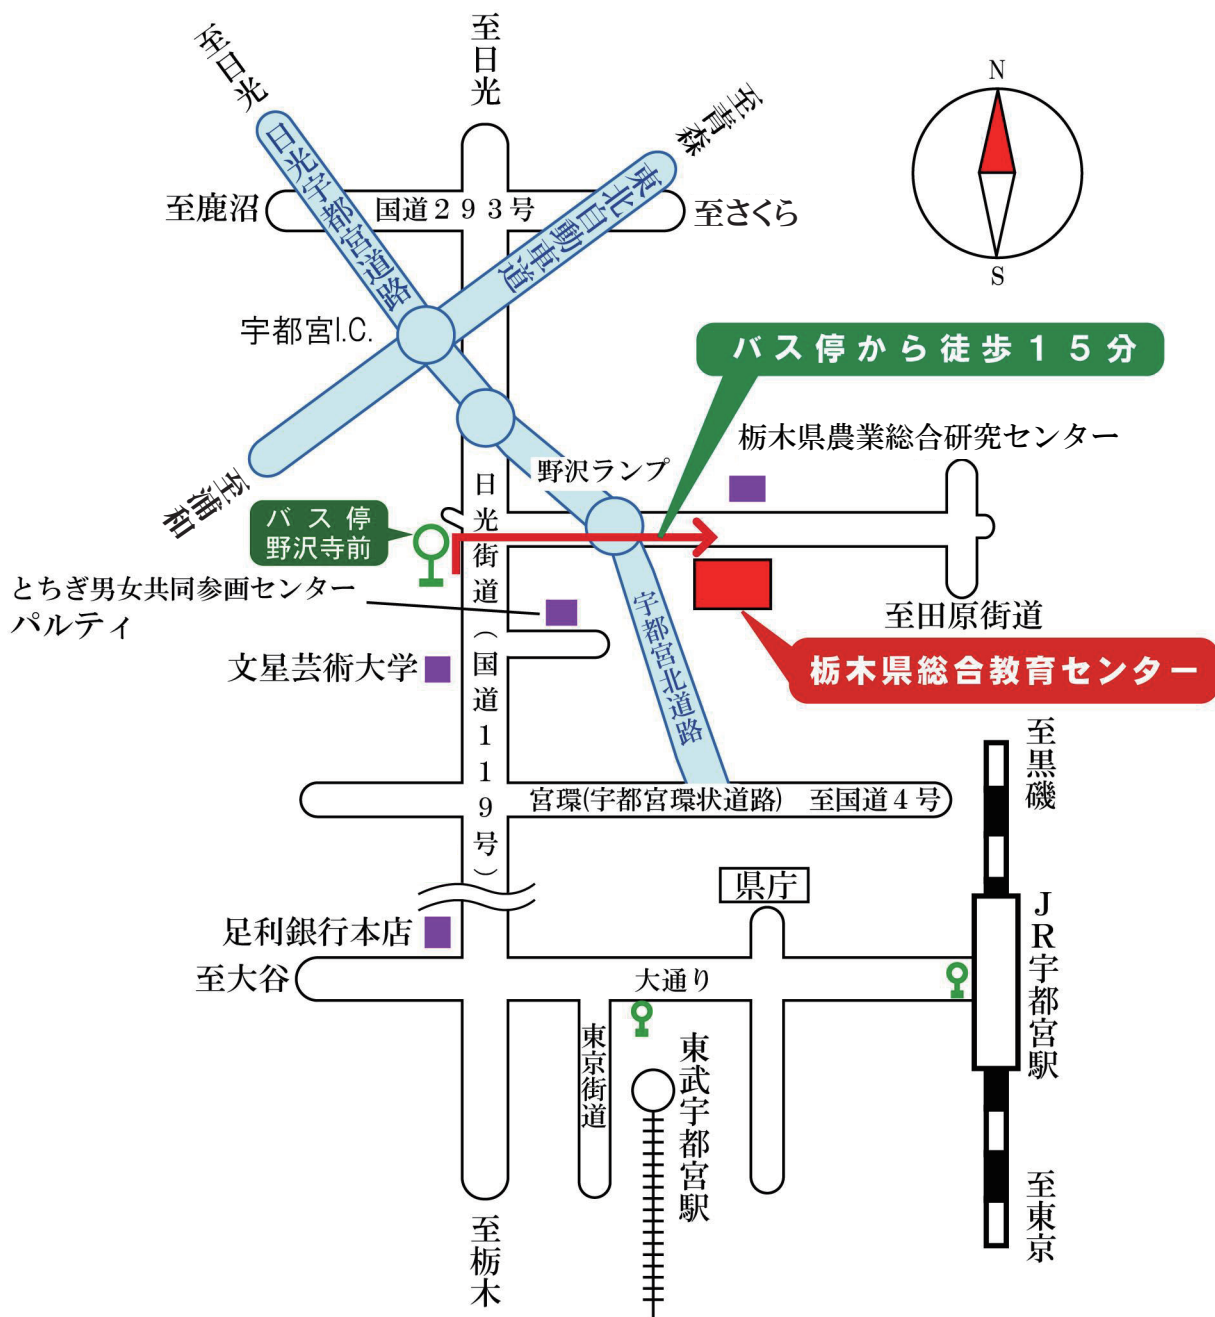 至日光
至日光
至青森
N
日光宇都宮道路
東北自動車道
至鹿沼
国道２９３号
至さくら
S
宇都宮I.C.
バス停から徒歩１５分
栃木県農業総合研究センター
野沢ランプ
至浦和
日光街道（国道１１９号）
バス停
野沢寺前
とちぎ男女共同参画センター
パルティ
至田原街道
宇都宮北道路
文星芸術大学
栃木県総合教育センター
至黒磯
宮環(宇都宮環状道路)　至国道４号
県庁
足利銀行本店
ＪＲ宇都宮駅
至大谷
大通り
東京街道
東武宇都宮駅
至東京
至栃木